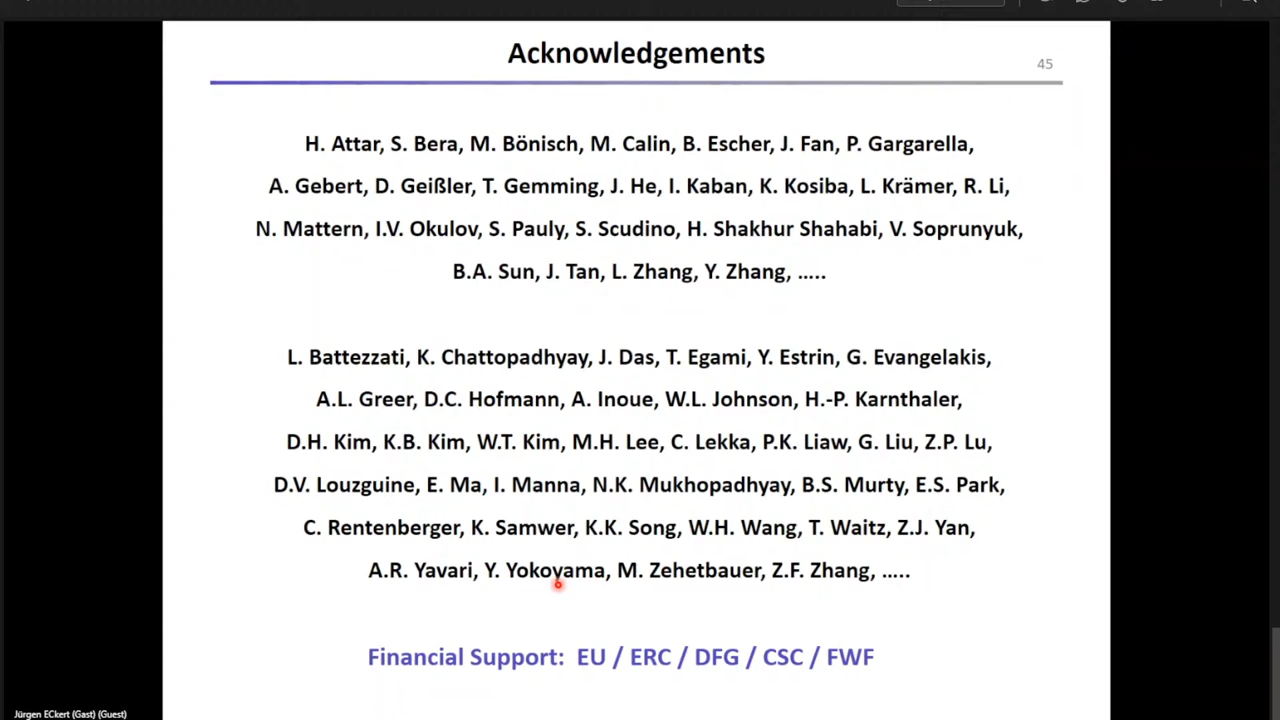 Acknowledgements
45
H. Attar, S. Bera, M. Bönisch, M. Calin, B. Escher, J. Fan, P. Gargarella,
A. Gebert, D. Geißler, T. Gemming, J. He, I. Kaban, K. Kosiba, L. Krämer, R. Li,
N. Mattern, I.V. Okulov, S. Pauly, S. Scudino, H. Shakhur Shahabi, V. Soprunyuk,
B.A. Sun, J. Tan, L. Zhang, Y. Zhang, .....
L. Battezzati, K. Chattopadhyay, J. Das, T. Egami, Y. Estrin, G. Evangelakis,
A.L. Greer, D.C. Hofmann, A. Inoue, W.L. Johnson, H.-P. Karnthaler,
D.H. Kim, K.B. Kim, W.T. Kim, M.H. Lee, C. Lekka, P.K. Liaw, G. Liu, Z.P. Lu,
D.V. Louzguine, E. Ma, I. Manna, N.K. Mukhopadhyay, B.S. Murty, E.S. Park,
C. Rentenberger, K. Samwer, K.K. Song, W.H. Wang, T. Waitz, Z.J. Yan,
A.R. Yavari, Y. Yokoyama, M. Zehetbauer, Z.F. Zhang, .....
Financial Support: EU / ERC / DFG / CSC / FWF
Jürgen ECkert (Gast) (Guest)